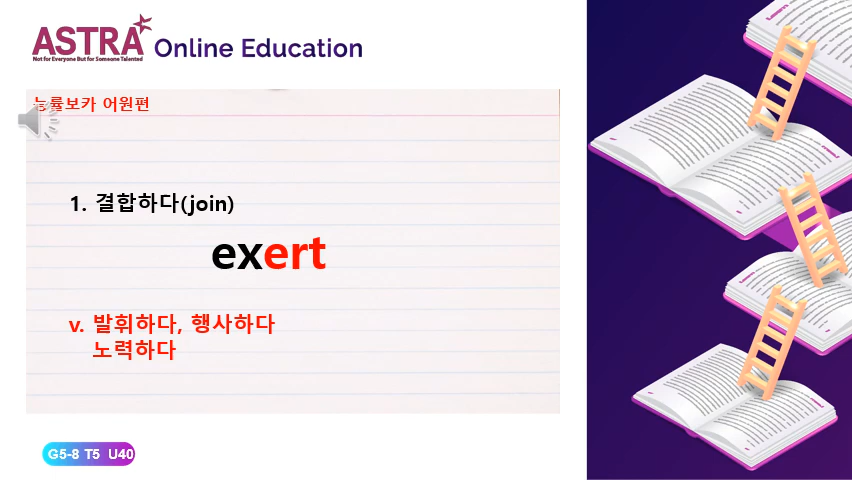 ASTRA
Not for Everyone But for Someone Talented
Online Education
능률보카 어원편
1. 결합하다(join)
exert
v. 발휘하다, 행사하다
노력하다
G5-8 T5 U40